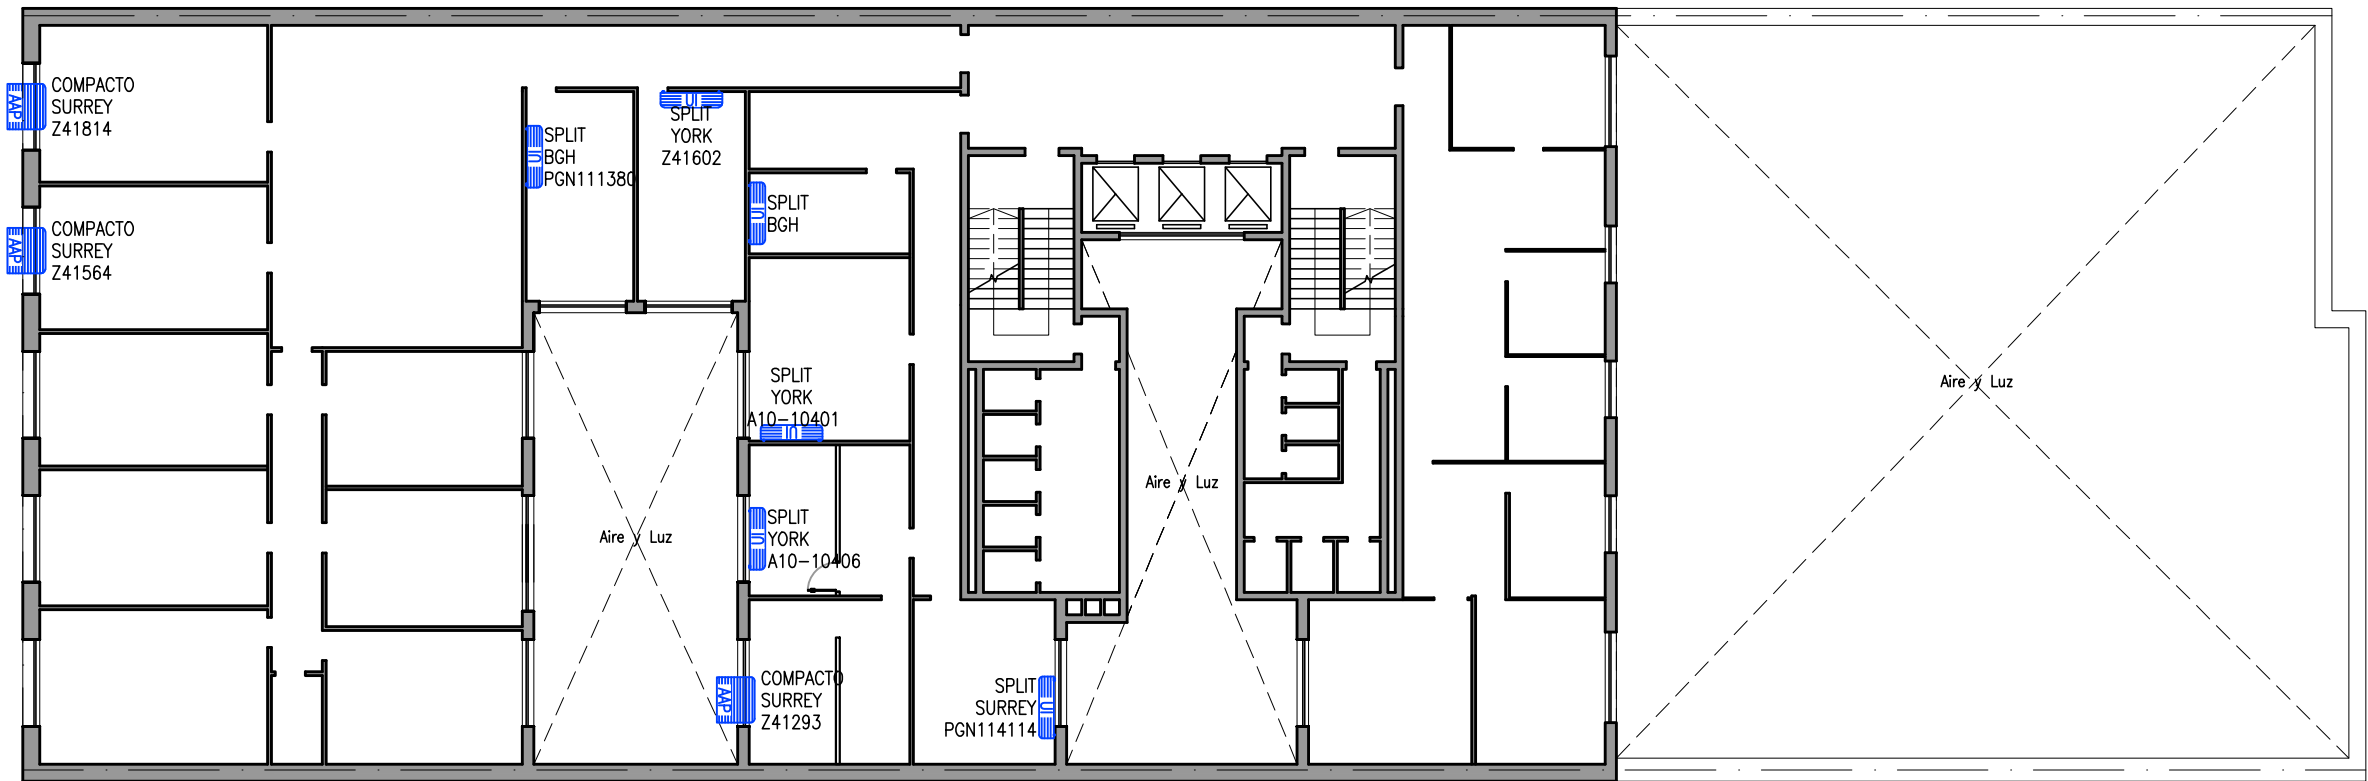 COMPACTO
SURREY
Z41814
AAP
SPLIT
BGH
PGN111380
UI
UI
SPLIT
YORK
Z41602
SPLIT
BGH
UI
COMPACTO
SURREY
Z41564
AAP
SPLIT
YORK
A10-10401
UI
Aire y Luz
Aire y Luz
Aire y Luz
SPLIT
YORK
A10-10406
UI
COMPACTO
SURREY
Z41293
AAP
SPLIT
SURREY
PGN114114
UI